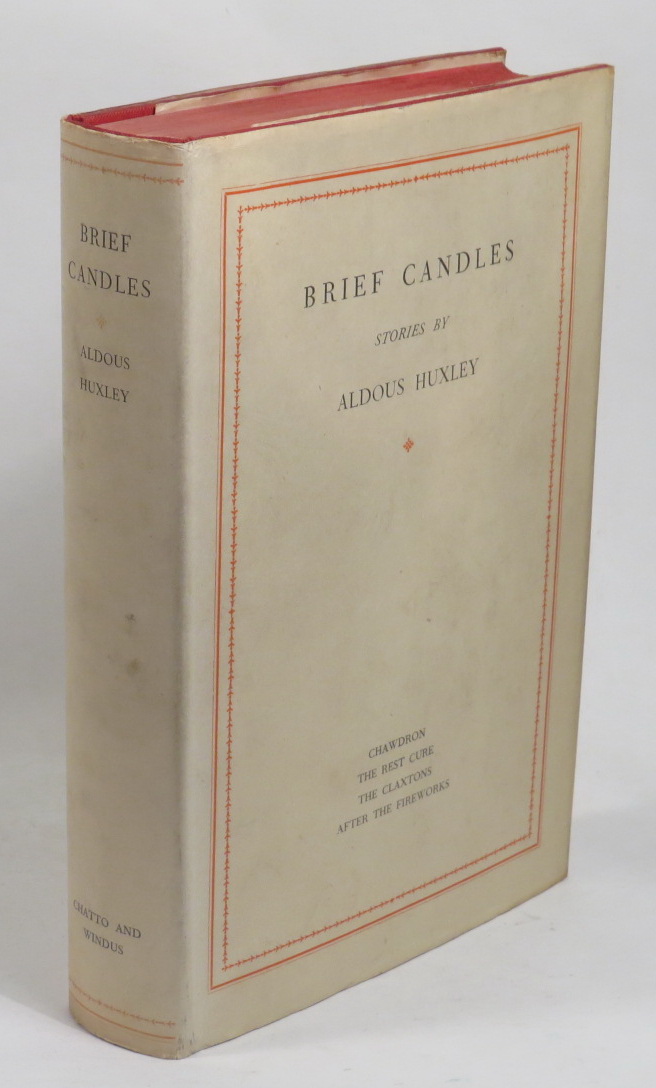 BRIEF
CANDLES
ALDOUS
HUXLEY
CHATTO AND
WINDUS
BRIEF CANDLES
STORIES BY
ALDOUS HUXLEY
CHAWDRON
THE REST CURE
THE CLAXTONS
AFTER THE FIREWORKS